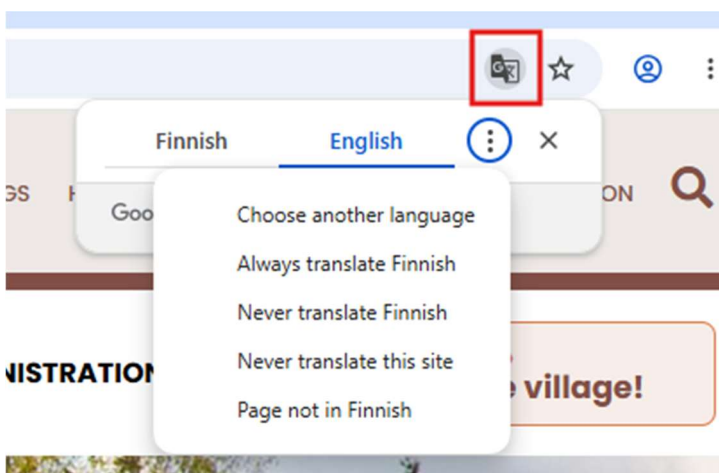 Finnish English
GS
ON
Goo
Choose another language
Always translate Finnish
Never translate Finnish
Never translate this site
Page not in Finnish
NISTRATION
village!